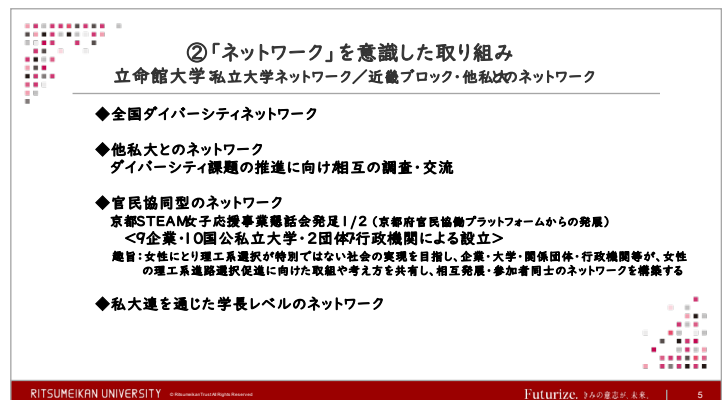 ②「ネットワーク」を意識した取り組み
立命館大学 私立大学ネットワーク／近畿ブロック・他私大とのネットワーク
◆全国ダイバーシティネットワーク
◆他私大とのネットワーク
ダイバーシティ課題の推進に向け相互の調査・交流
◆官民協同型のネットワーク
京都STEAM女子応援事業懇話会発足1/2（京都府官民協働プラットフォームからの発展）
<9企業・10国公私立大学・2団体・7行政機関による設立>
趣旨：女性にとり理工系選択が特別ではない社会の実現を目指し、企業・大学・関係団体・行政機関等が、女性
の理工系進路選択促進に向けた取組や考え方を共有し、相互発展・参加者同士のネットワークを構築する
◆私大連を通じた学長レベルのネットワーク
RITSUMEIKAN UNIVERSITY © Ritsumeikan Trust All Rights Reserved. Futurize. きみの意志が、未来。 5